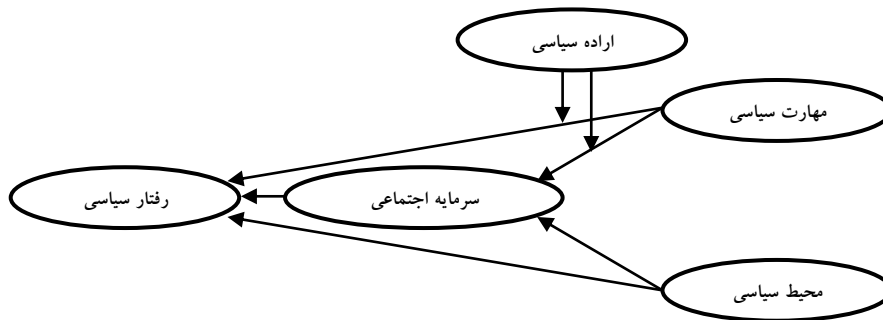 اراده سیاسی
مهارت سیاسی
سرمایه اجتماعی
رفتار سیاسی
محیط سیاسی